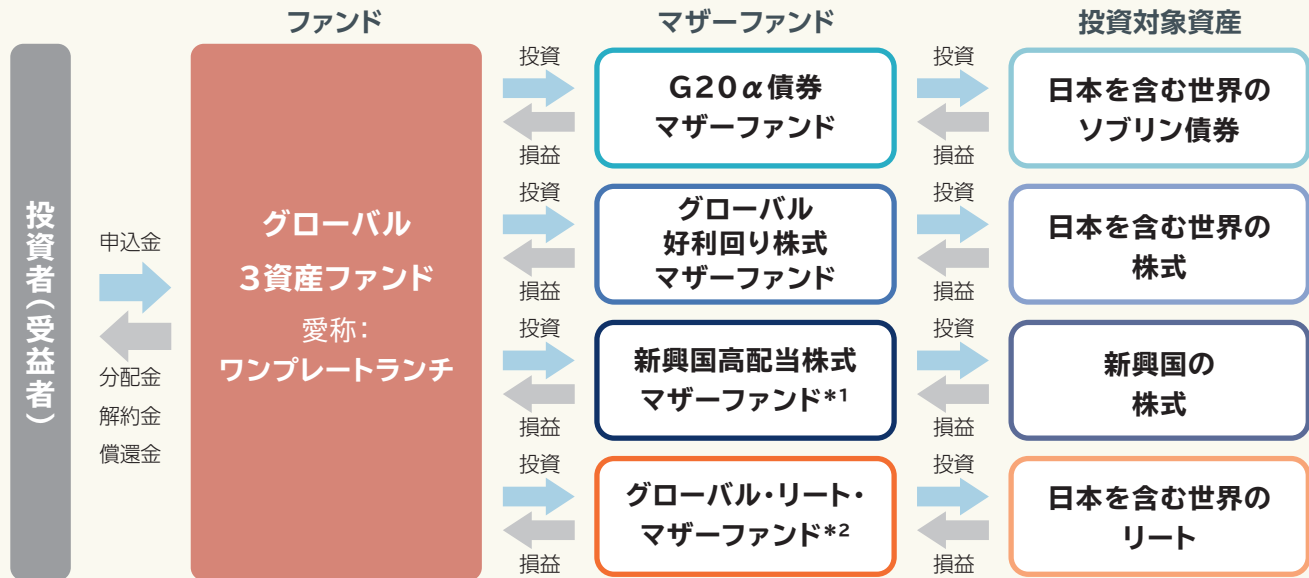 ファンド
マザーファンド
投資対象資産
投資者(受益者)
申込金
分配金
解約金
償還金
グローバル
3資産ファンド
愛称:
ワンプレートランチ
投資
損益
G20α債券
マザーファンド
投資
損益
日本を含む世界の
ソブリン債券
投資
損益
グローバル
好利回り株式
マザーファンド
投資
損益
日本を含む世界の
株式
投資
損益
新興国高配当株式
マザーファンド*1
投資
損益
新興国の
株式
投資
損益
グローバル・リート・
マザーファンド*2
投資
損益
日本を含む世界の
リート